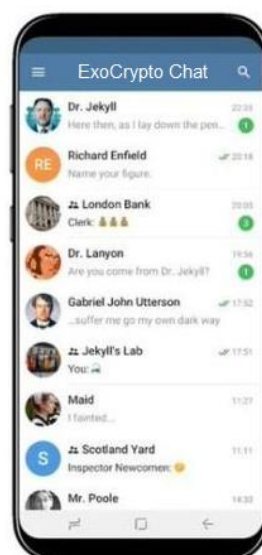 ExoCrypto Chat
Dr. Jekyll 22:35
Here then, as I lay down the pen... 1
RE
Richard Enfield 20:18
Name your figure.
London Bank 20:03
Clerk: 3
Dr. Lanyon 19:56
Are you come from Dr. Jekyll? 1
Gabriel John Utterson 17:52
...suffer me go my own dark way
Jekyll's Lab 17:51
You:
Maid 11:27
I fainted...
S
Scotland Yard 11:11
Inspector Newcomen:
Mr. Poole 14:33